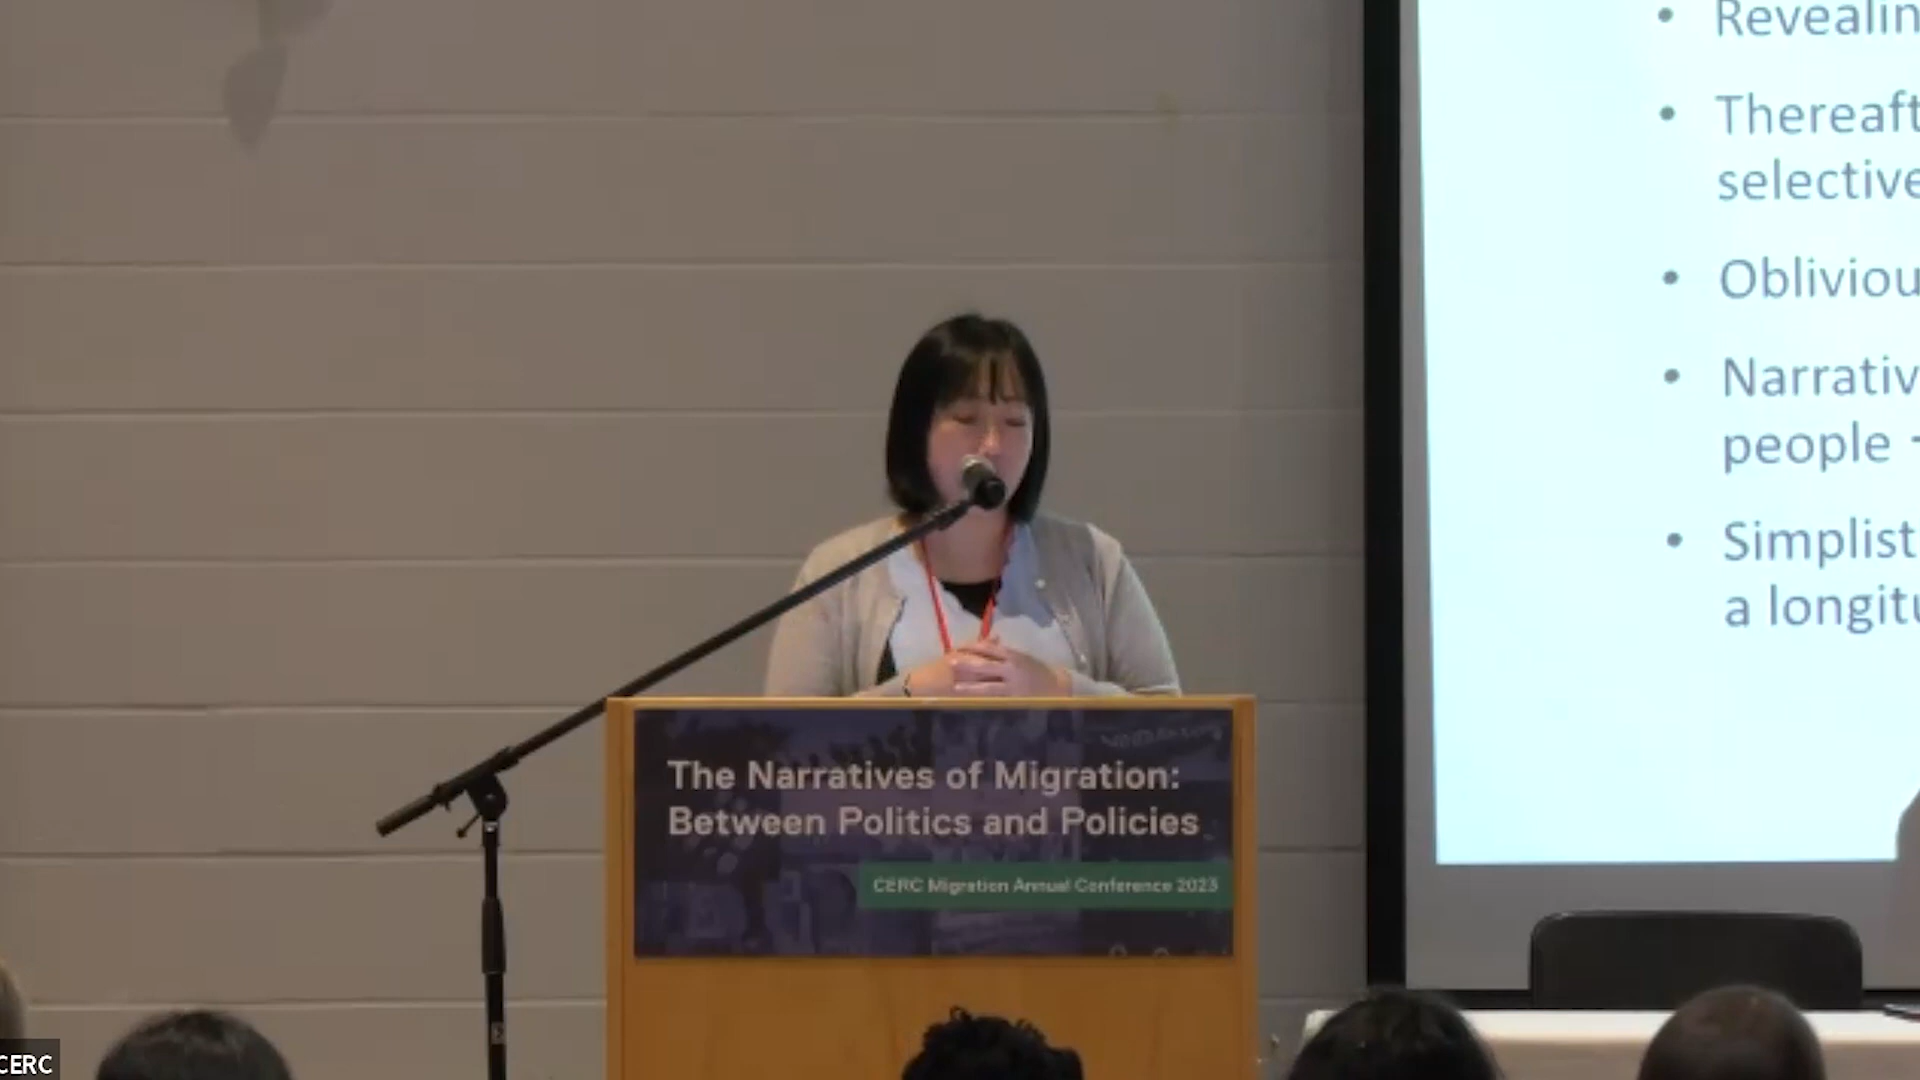 Revealin
Thereaft
selective
Obliviou
Narrativ
people -
Simplist
a longitu
The Narratives of Migration:
Between Politics and Policies
CERC Migration Annual Conference 2023
CERC